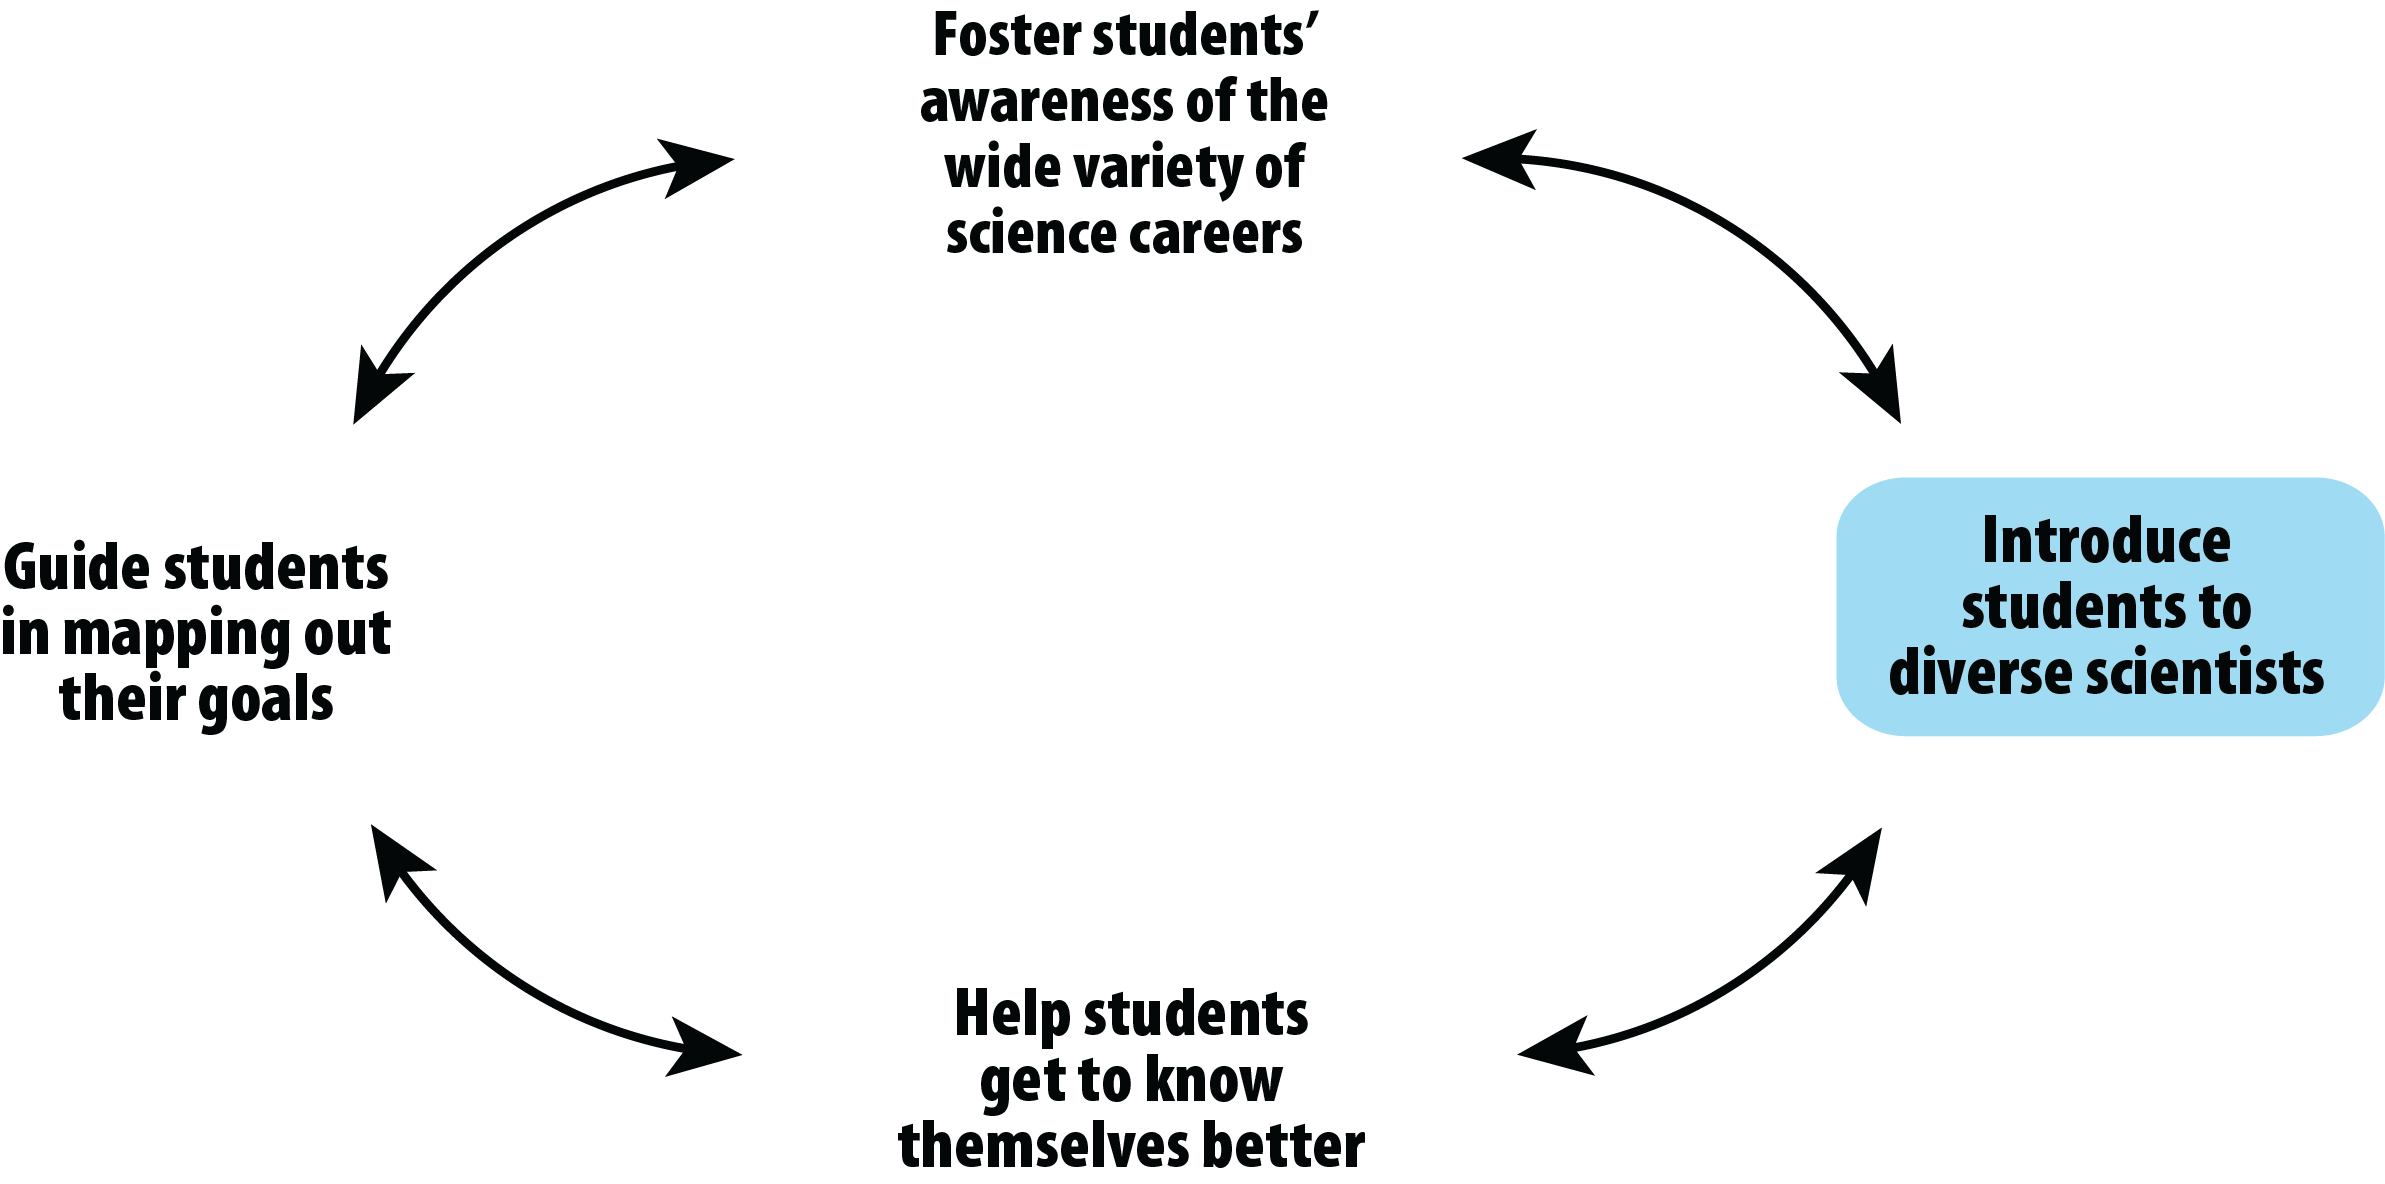 Foster students’
awareness of the
wide variety of
science careers
Introduce
students to
diverse scientists
Guide students
in mapping out
their goals
Help students
get to know
themselves better